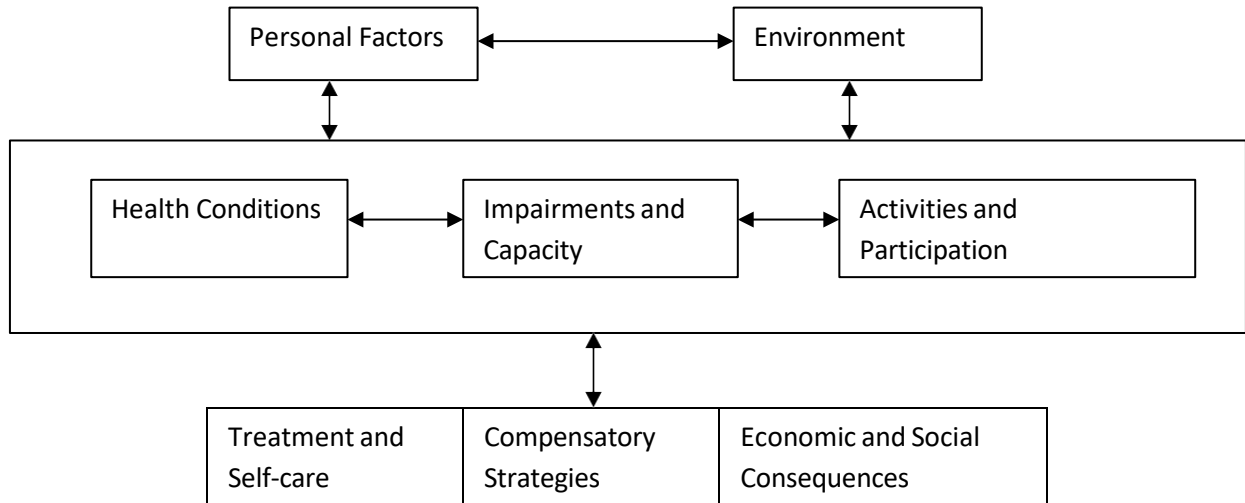 Personal Factors
Environment
Health Conditions
Impairments and
Capacity
Activities and
Participation
Treatment and
Self-care
Compensatory
Strategies
Economic and Social
Consequences